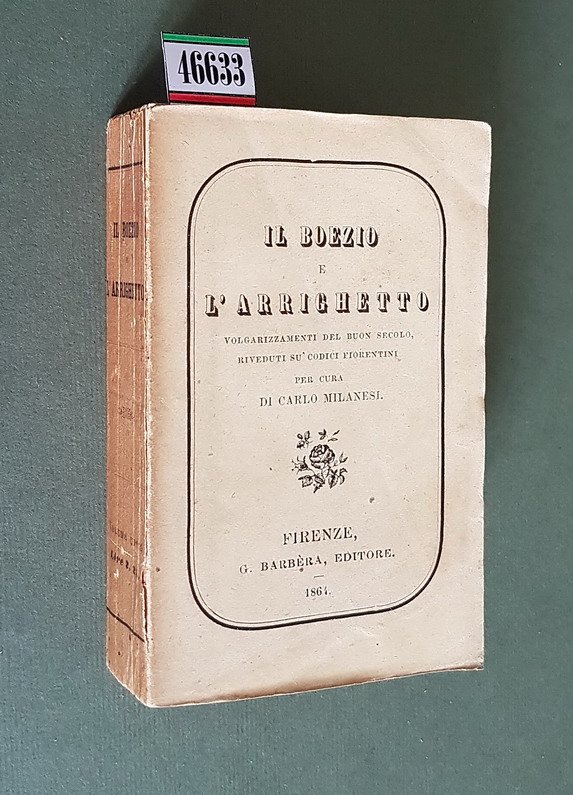 46633
IL BOEZIO
E
L'ARRIGHETTO
VOLGARIZZAMENTI DEL BUON SECOLO,
RIVEDUTI SU' CODICI FIORENTINI
PER CURA
DI CARLO MILANESI.
FIRENZE,
G. BARBÈRA, EDITORE.
1864.
IL BOEZIO
E
L'ARRIGHETTO